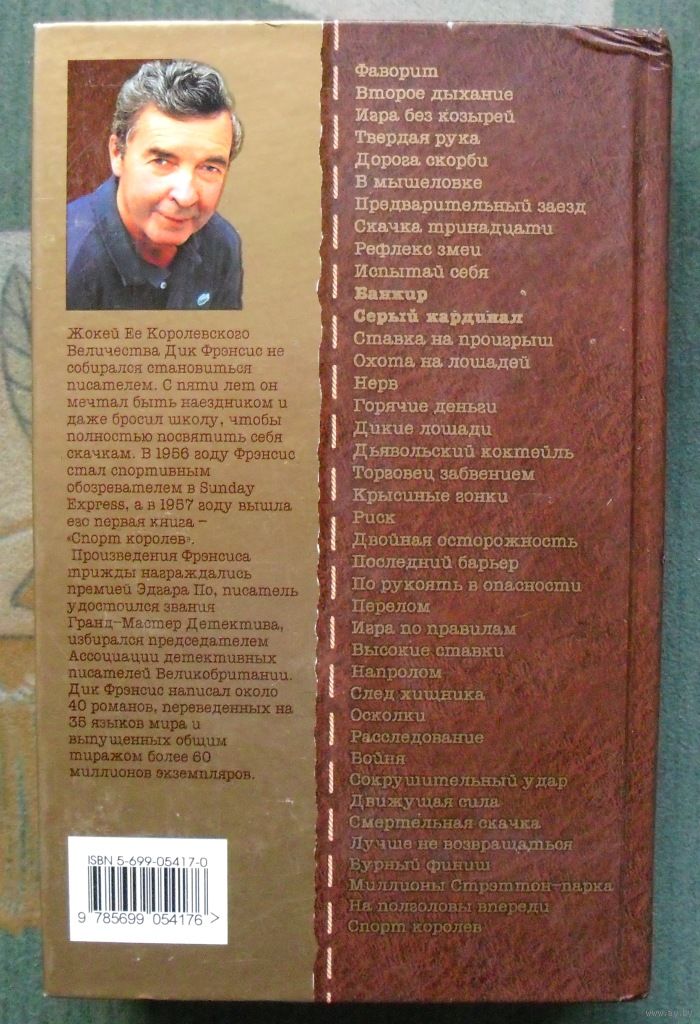 Жокей Ее Королевского
Величества Дик Фрэнсис не
собирался становиться
писателем. С пяти лет он
мечтал быть наездником и
даже бросил школу, чтобы
полностью посвятить себя
скачкам. В 1956 году Фрэнсис
стал спортивным
обозревателем в Sunday
Express, а в 1957 году вышла
его первая книга –
«Спорт королев».
Произведения Фрэнсиса
трижды награждались
премией Эдгара По, писатель
удостоился звания
Гранд-Мастер Детектива,
избирался председателем
Ассоциации детективных
писателей Великобритании.
Дик Фрэнсис написал около
40 романов, переведенных на
35 языков мира и
выпущенных общим
тиражом более 60
миллионов экземпляров.
ISBN 5-699-05417-0
9 785699 054176 >
Фаворит
Второе дыхание
Игра без козырей
Твердая рука
Дорога скорби
В мышеловке
Предварительный заезд
Скачка тринадцати
Рефлекс змеи
Испытай себя
Банкир
Серый кардинал
Ставка на проигрыш
Охота на лошадей
Нерв
Горячие деньги
Дикие лошади
Дьявольский коктейль
Торговец забвением
Крысиные гонки
Риск
Двойная осторожность
Последний барьер
По рукоять в опасности
Перелом
Игра по правилам
Высокие ставки
Напролом
След хищника
Осколки
Расследование
Бойня
Сокрушительный удар
Движущая сила
Смертельная скачка
Лучше не возвращаться
Бурный финиш
Миллионы Стрэттон-парка
На полголовы впереди
Спорт королев
www.ay.by